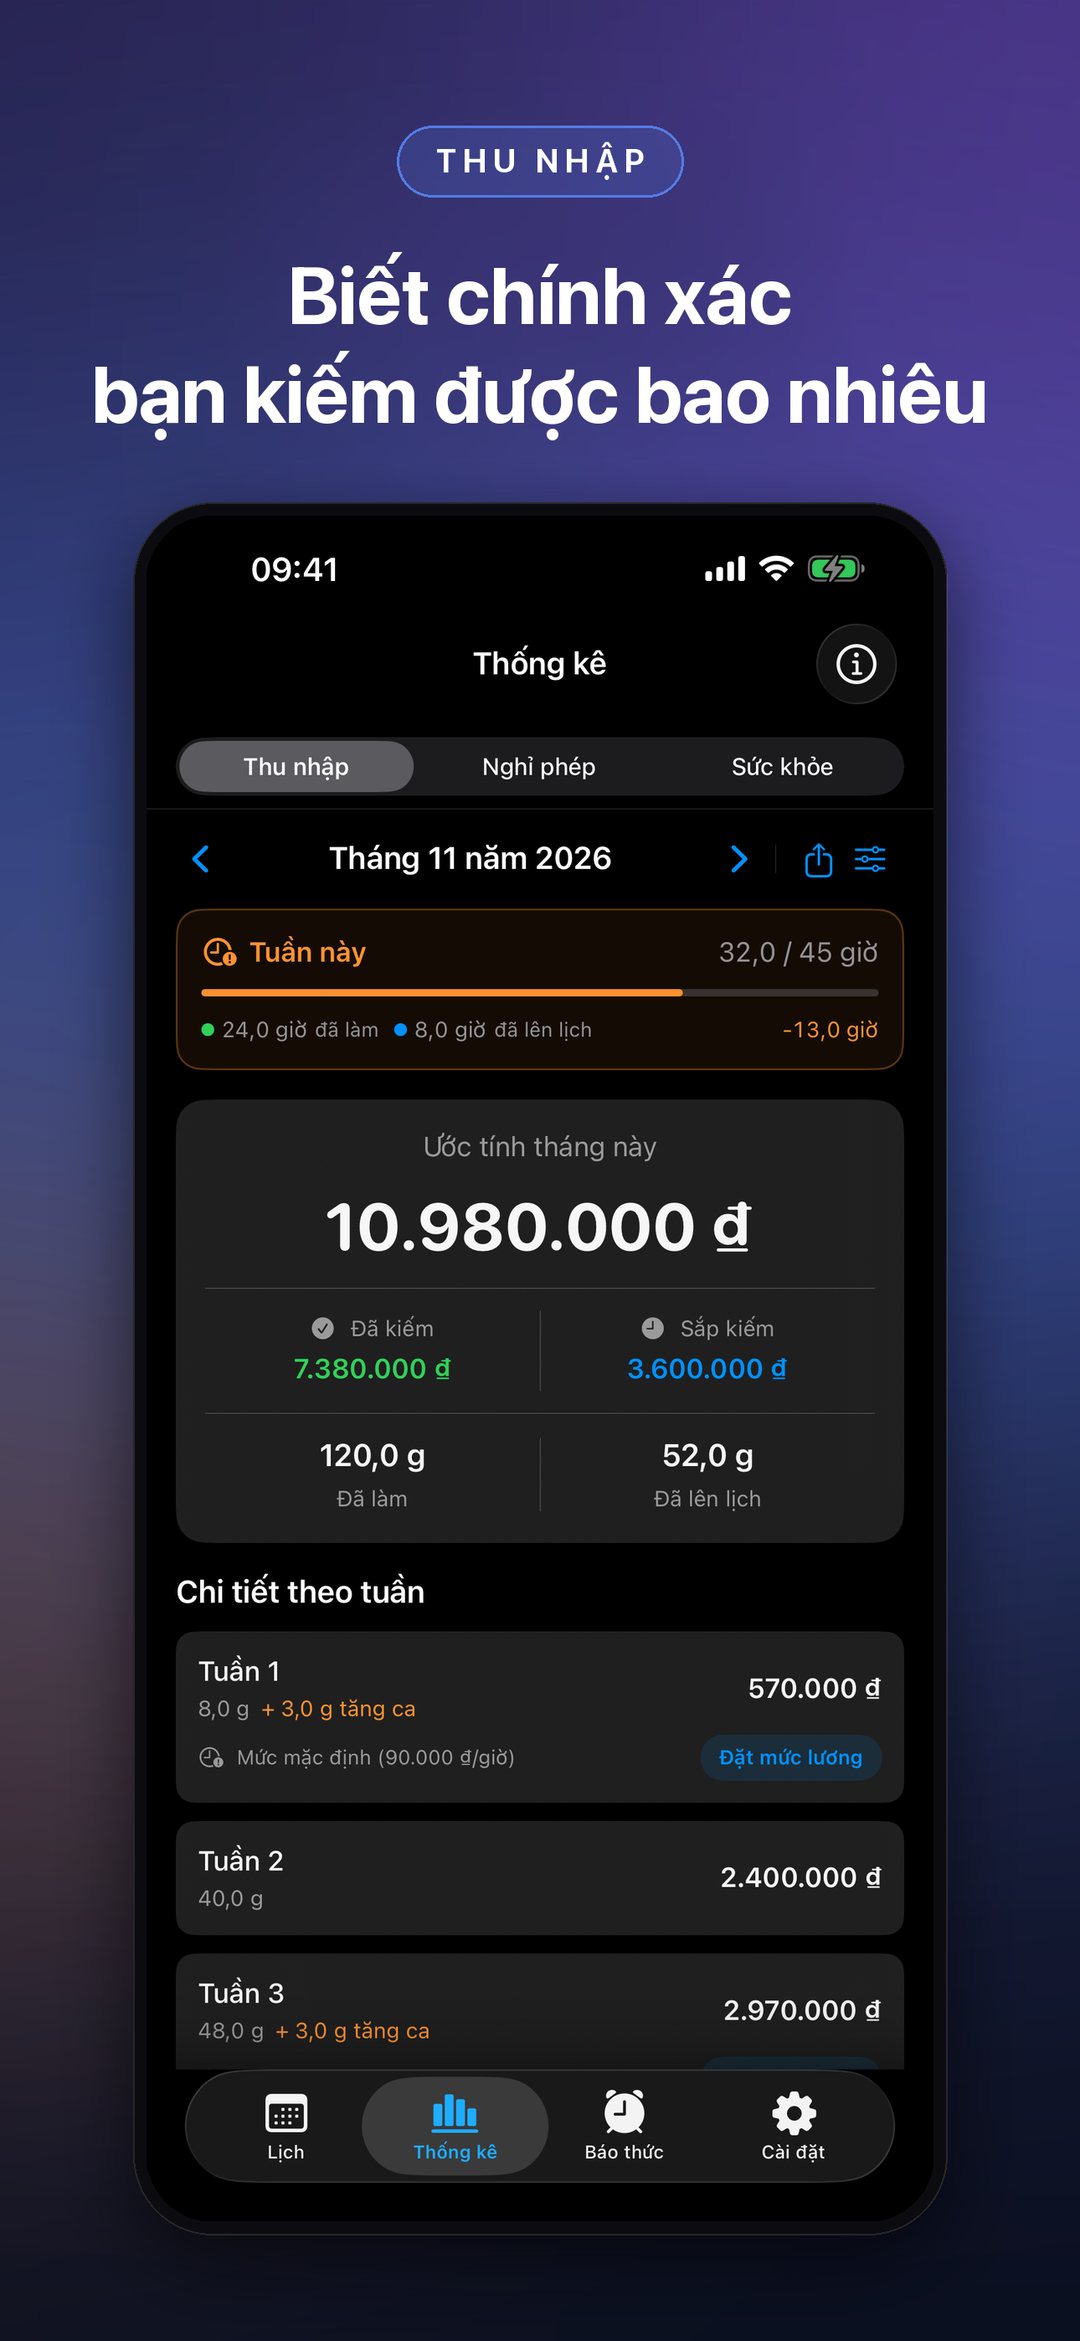 THU NHẬP
Biết chính xác
bạn kiếm được bao nhiêu
09:41
Thống kê
Thu nhập Nghỉ phép Sức khỏe
Tháng 11 năm 2026
Tuần này 32,0 / 45 giờ
24,0 giờ đã làm 8,0 giờ đã lên lịch -13,0 giờ
Ước tính tháng này
10.980.000 ₫
Đã kiếm Sắp kiếm
7.380.000 ₫ 3.600.000 ₫
120,0 g 52,0 g
Đã làm Đã lên lịch
Chi tiết theo tuần
Tuần 1
570.000 ₫
8,0 g + 3,0 g tăng ca
Mức mặc định (90.000 ₫/giờ) Đặt mức lương
Tuần 2
2.400.000 ₫
40,0 g
Tuần 3
2.970.000 ₫
48,0 g + 3,0 g tăng ca
Lịch Thống kê Báo thức Cài đặt